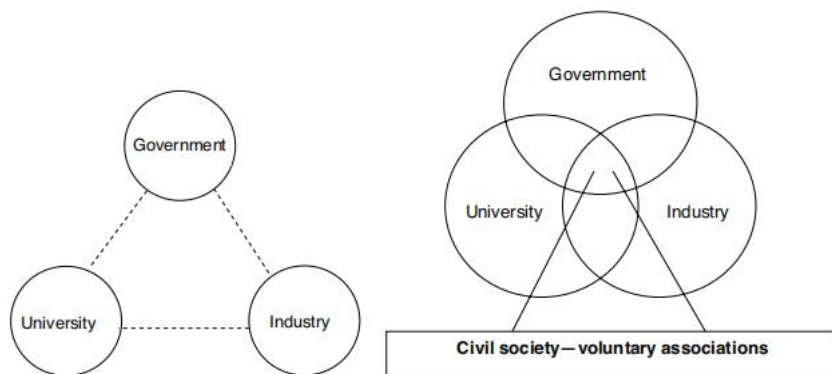 Government
University
Industry
Government
University
Industry
Civil society—voluntary associations